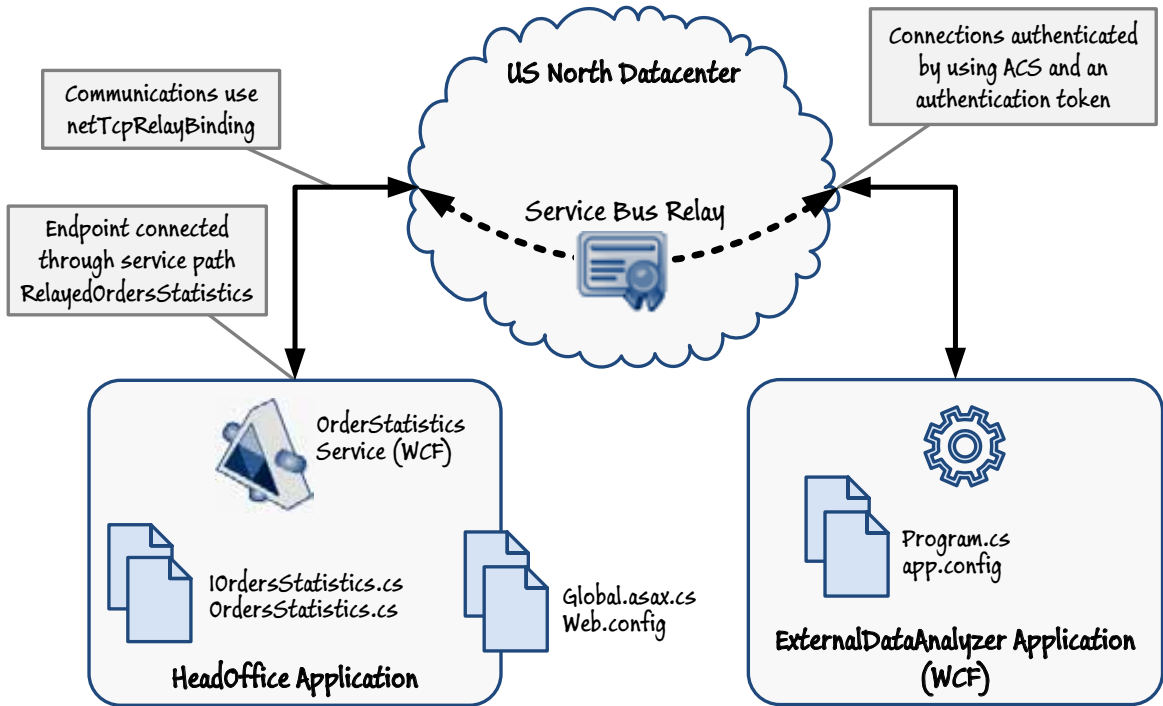 US North Datacenter
Connections authenticated
by using ACS and an
authentication token
Communications use
netTcpRelayBinding
Service Bus Relay
Endpoint connected
through service path
RelayedOrdersStatistics
OrderStatistics
Service (WCF)
IOrdersStatistics.cs
OrdersStatistics.cs
Global.asax.cs
Web.config
HeadOffice Application
Program.cs
app.config
ExternalDataAnalyzer Application
(WCF)